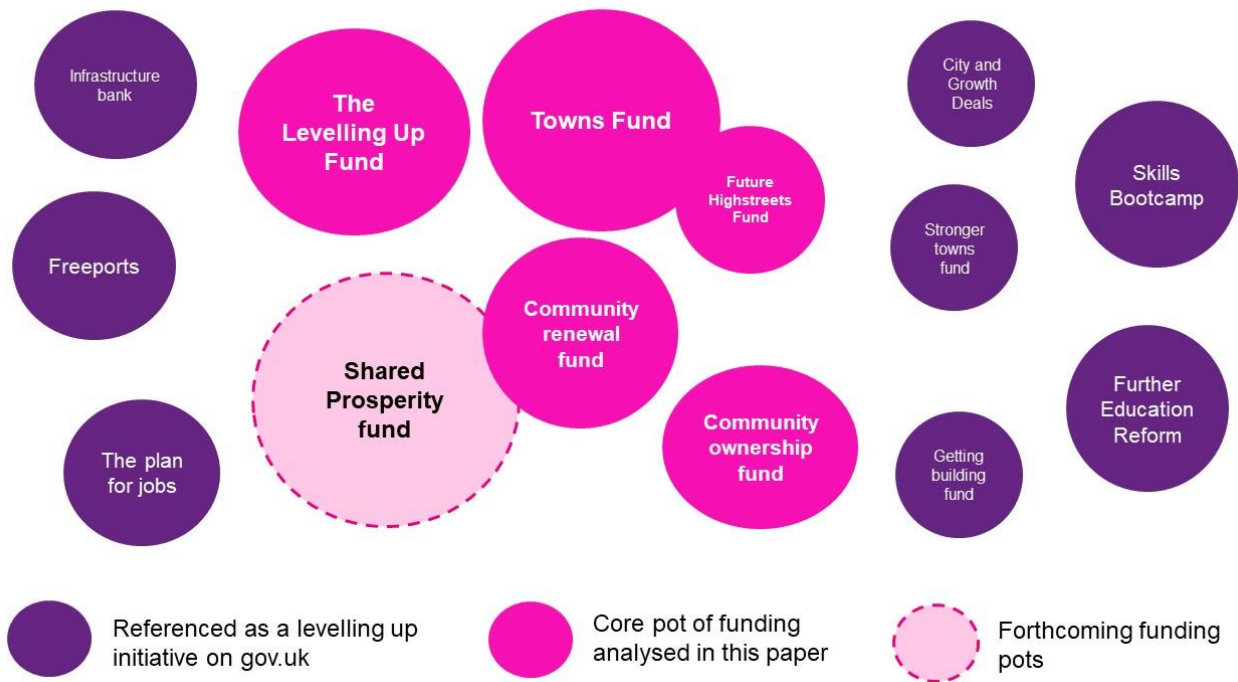 Infrastructure
bank
The
Levelling Up
Fund
Towns Fund
Future
Highstreets
Fund
City and
Growth
Deals
Skills
Bootcamp
Freeports
Stronger
towns
fund
Shared
Prosperity
fund
Community
renewal
fund
Community
ownership
fund
The plan
for jobs
Getting
building
fund
Further
Education
Reform
Referenced as a levelling up
initiative on gov.uk
Core pot of funding
analysed in this paper
Forthcoming funding
pots